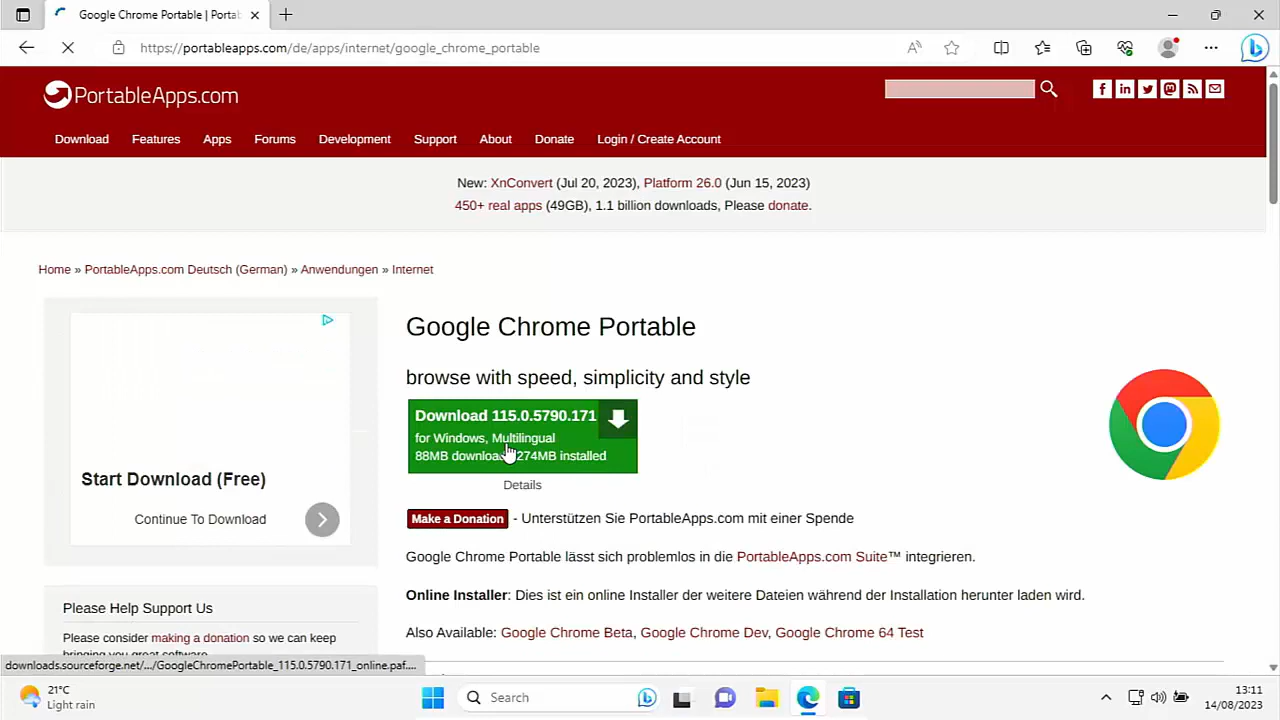 Google Chrome Portable | Porta
https://portableapps.com/de/apps/internet/google_chrome_portable
PortableApps.com
Download Features Apps Forums Development Support About Donate Login / Create Account
New: XnConvert (Jul 20, 2023), Platform 26.0 (Jun 15, 2023)
450+ real apps (49GB), 1.1 billion downloads, Please donate.
Home » PortableApps.com Deutsch (German) » Anwendungen » Internet
Start Download (Free)
Continue To Download
Please Help Support Us
Please consider making a donation so we can keep
bringing you great software.
Google Chrome Portable
browse with speed, simplicity and style
Download 115.0.5790.171
for Windows, Multilingual
88MB download 274MB installed
Details
Make a Donation - Unterstützen Sie PortableApps.com mit einer Spende
Google Chrome Portable lässt sich problemlos in die PortableApps.com Suite™ integrieren.
Online Installer: Dies ist ein online Installer der weitere Dateien während der Installation herunter laden wird.
Also Available: Google Chrome Beta, Google Chrome Dev, Google Chrome 64 Test
downloads.sourceforge.net/.../GoogleChromePortable_115.0.5790.171_online.paf....
21°C
Light rain
Search
13:11
14/08/2023